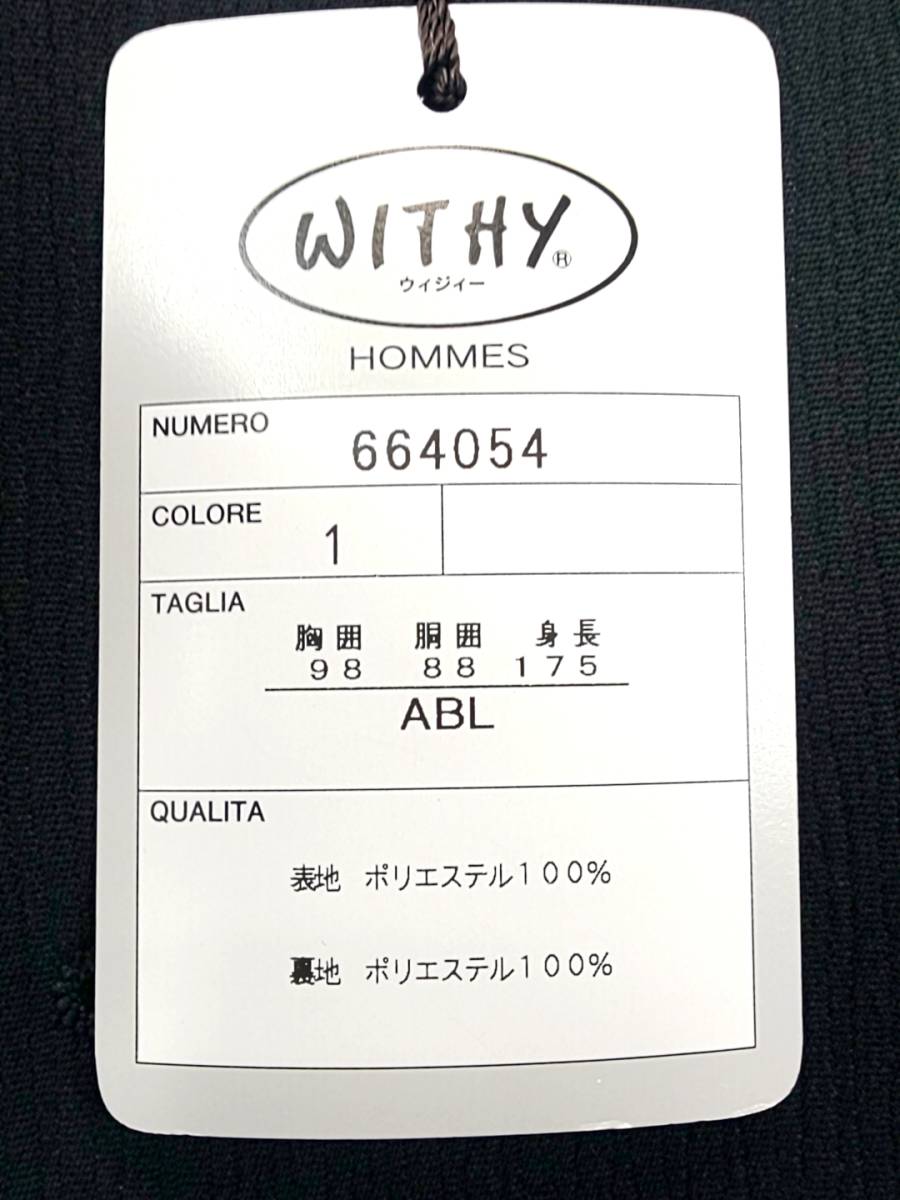 WITHY®
ウィジィー
HOMMES
NUMERO
664054
COLORE
1
TAGLIA
胸囲 胴囲 身長
98 88 175
ABL
QUALITA
表地 ポリエステル100%
裏地 ポリエステル100%